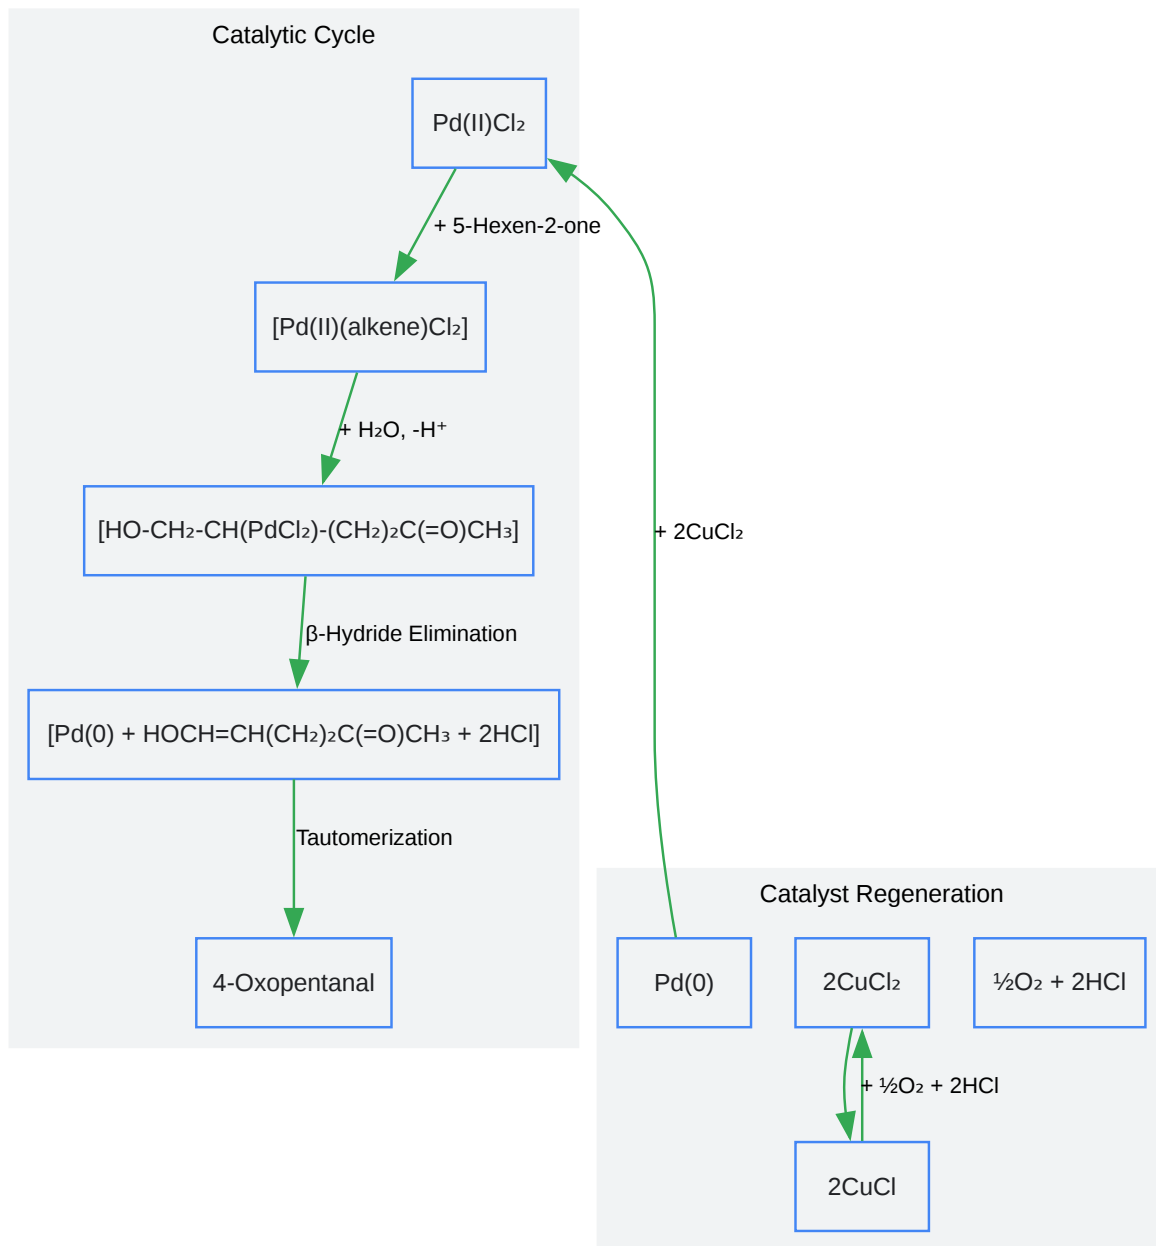 Catalytic Cycle
Pd(II)Cl₂
+ 5-Hexen-2-one
[Pd(II)(alkene)Cl₂]
+ H₂O, -H⁺
[HO-CH₂-CH(PdCl₂)-(CH₂)₂C(=O)CH₃]
+ 2CuCl₂
β-Hydride Elimination
[Pd(0) + HOCH=CH(CH₂)₂C(=O)CH₃ + 2HCl]
Tautomerization
4-Oxopentanal
Catalyst Regeneration
Pd(0)
2CuCl₂
½O₂ + 2HCl
+ ½O₂ + 2HCl
2CuCl